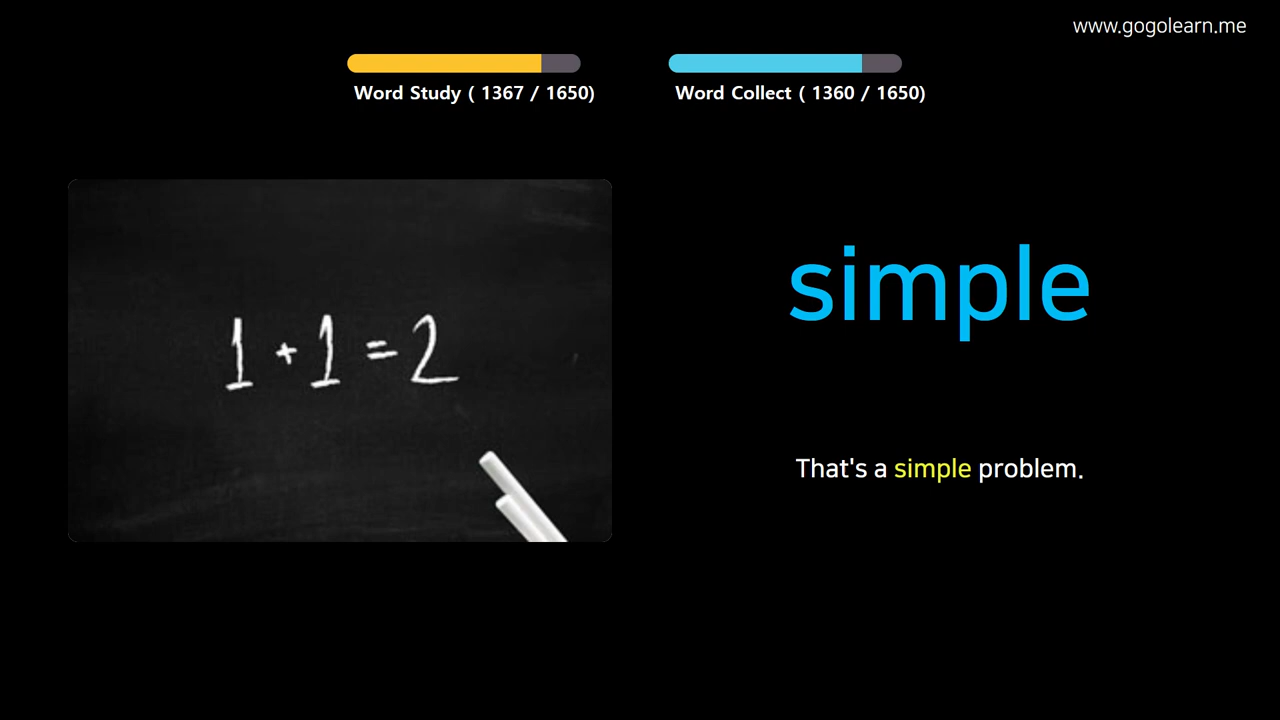 www.gogolearn.me
Word Study ( 1367 / 1650)
Word Collect ( 1360 / 1650)
1 + 1 = 2
simple
That's a simple problem.